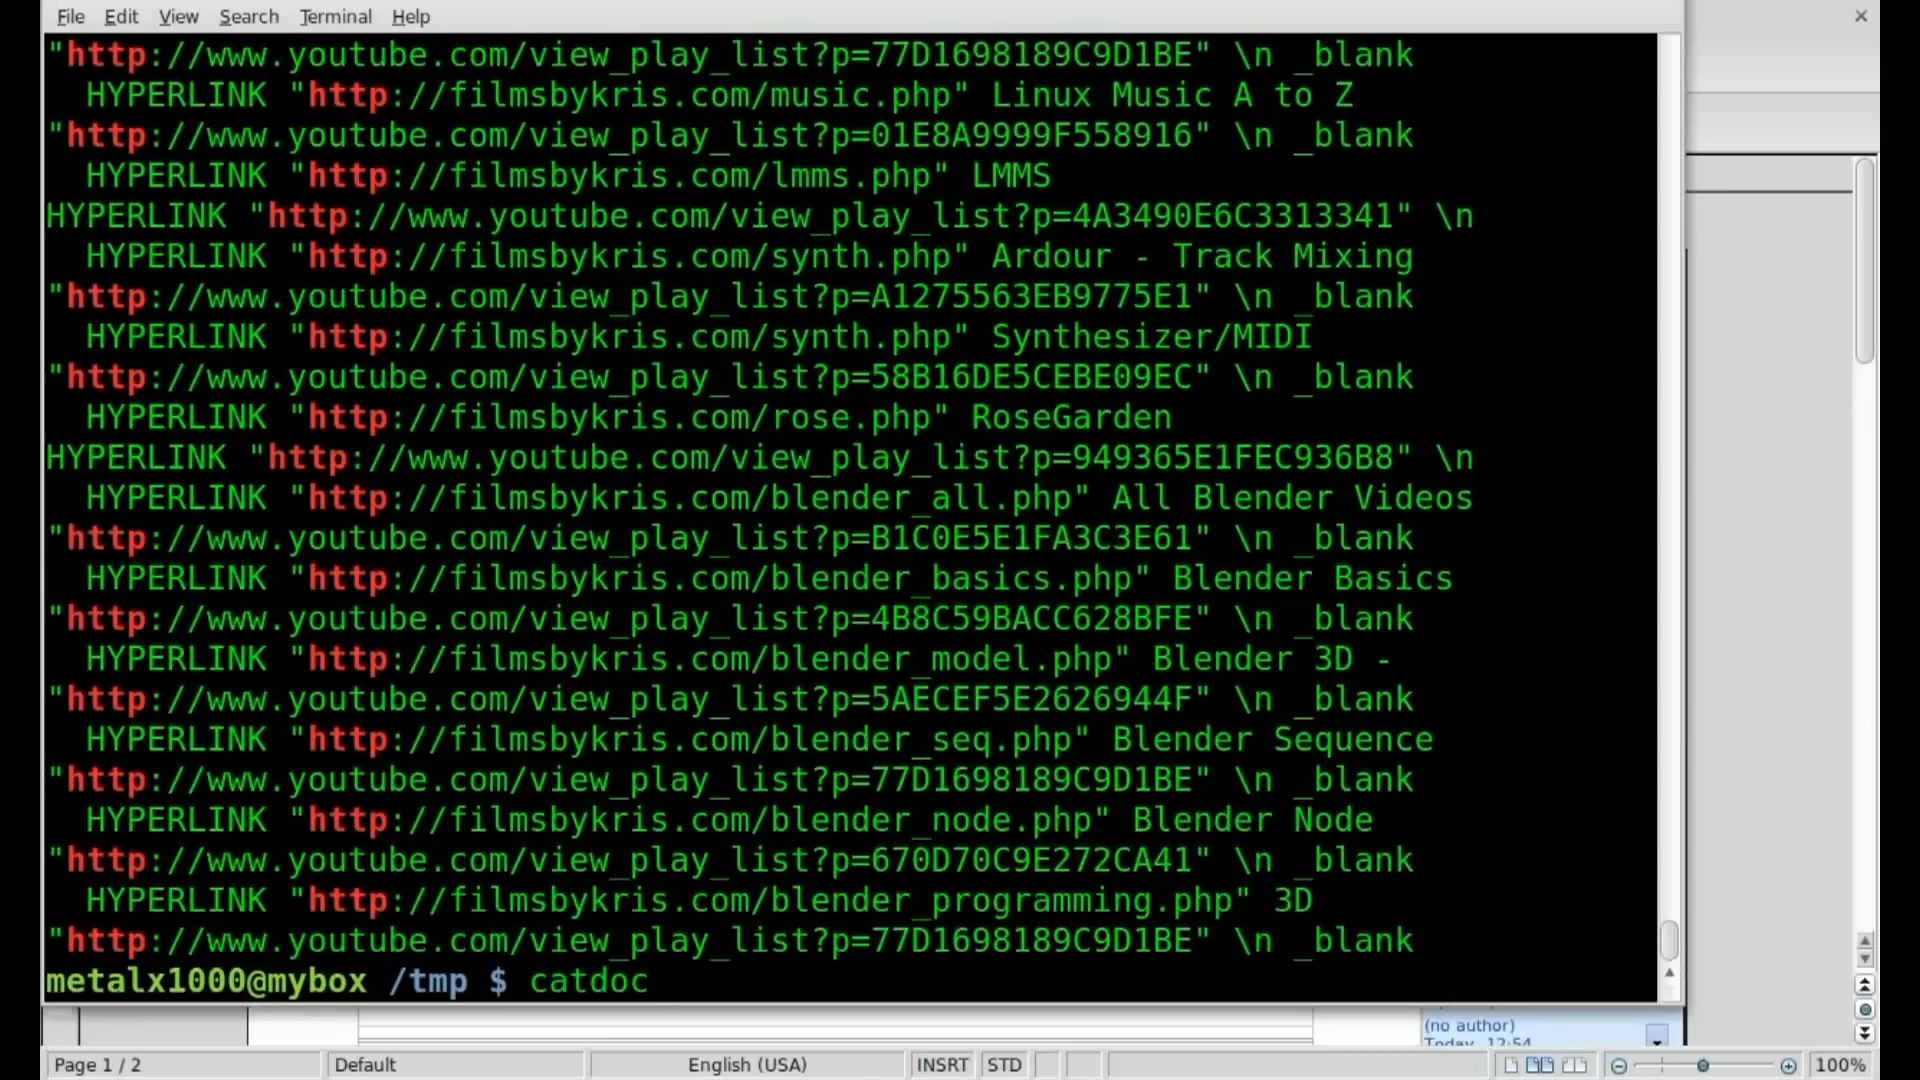 File Edit View Search Terminal Help
"http://www.youtube.com/view_play_list?p=77D1698189C9D1BE" \n _blank
HYPERLINK "http://filmsbykris.com/music.php" Linux Music A to Z
"http://www.youtube.com/view_play_list?p=01E8A9999F558916" \n _blank
HYPERLINK "http://filmsbykris.com/lmms.php" LMMS
HYPERLINK "http://www.youtube.com/view_play_list?p=4A3490E6C3313341" \n
HYPERLINK "http://filmsbykris.com/synth.php" Ardour - Track Mixing
"http://www.youtube.com/view_play_list?p=A1275563EB9775E1" \n _blank
HYPERLINK "http://filmsbykris.com/synth.php" Synthesizer/MIDI
"http://www.youtube.com/view_play_list?p=58B16DE5CEBE09EC" \n _blank
HYPERLINK "http://filmsbykris.com/rose.php" RoseGarden
HYPERLINK "http://www.youtube.com/view_play_list?p=949365E1FEC936B8" \n
HYPERLINK "http://filmsbykris.com/blender_all.php" All Blender Videos
"http://www.youtube.com/view_play_list?p=B1C0E5E1FA3C3E61" \n _blank
HYPERLINK "http://filmsbykris.com/blender_basics.php" Blender Basics
"http://www.youtube.com/view_play_list?p=4B8C59BACC628BFE" \n _blank
HYPERLINK "http://filmsbykris.com/blender_model.php" Blender 3D -
"http://www.youtube.com/view_play_list?p=5AECEF5E2626944F" \n _blank
HYPERLINK "http://filmsbykris.com/blender_seq.php" Blender Sequence
"http://www.youtube.com/view_play_list?p=77D1698189C9D1BE" \n _blank
HYPERLINK "http://filmsbykris.com/blender_node.php" Blender Node
"http://www.youtube.com/view_play_list?p=670D70C9E272CA41" \n _blank
HYPERLINK "http://filmsbykris.com/blender_programming.php" 3D
"http://www.youtube.com/view_play_list?p=77D1698189C9D1BE" \n _blank
metalx1000@mybox /tmp $ catdoc
(no author)
Today, 12:54
Page 1 / 2 Default English (USA) INSRT STD 100%